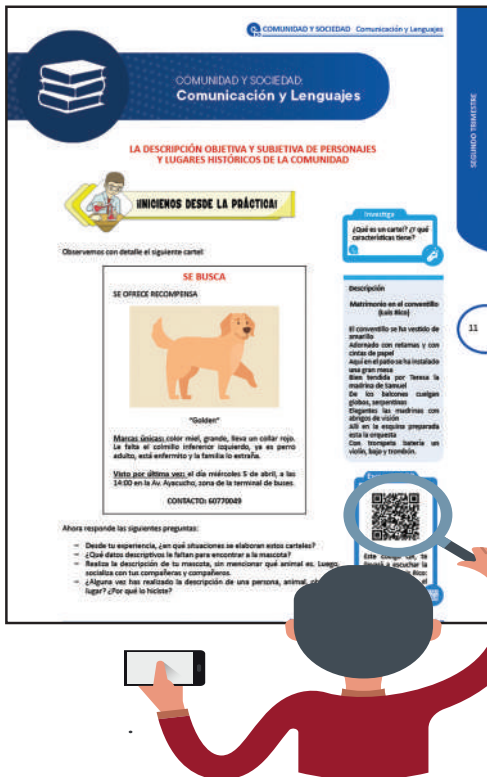 COMUNIDAD Y SOCIEDAD Comunicación y Lenguajes
COMUNIDAD Y SOCIEDAD:
Comunicación y Lenguajes
SEGUNDO TRIMESTRE
LA DESCRIPCIÓN OBJETIVA Y SUBJETIVA DE PERSONAJES
Y LUGARES HISTÓRICOS DE LA COMUNIDAD
¡INICIEMOS DESDE LA PRÁCTICA!
Observemos con detalle el siguiente cartel:
SE BUSCA
SE OFRECE RECOMPENSA
"Golden"
Marcas únicas: color miel, grande, lleva un collar rojo.
Le falta el colmillo inferior izquierdo, ya es perro
adulto, está enfermito y la familia lo extraña.
Visto por última vez: el día miércoles 5 de abril, a las
14:00 en la Av. Ayacucho, zona de la terminal de buses.
CONTACTO: 60770049
Ahora responde las siguientes preguntas:
— Desde tu experiencia, ¿en qué situaciones se elaboran estos carteles?
— ¿Qué datos descriptivos le faltan para encontrar a la mascota?
— Realiza la descripción de tu mascota, sin mencionar qué animal es. Luego,
socializa con tus compañeras y compañeros.
— ¿Alguna vez has realizado la descripción de una persona, animal,
lugar? ¿Por qué lo hiciste?
Investiga
¿Qué es un cartel? ¿Y qué
características tiene?
Descripción
Matrimonio en el conventillo
(Luis Rico)
El conventillo se ha vestido de
amarillo
Adornado con retamas y con
cintas de papel
Aquí en el patio se ha instalado
una gran mesa
Bien tendida por Teresa la
madrina de Samuel
De los balcones cuelgan
globos, serpentinas
Elegantes las madrinas con
abrigos de visión
Allí en la esquina preparada
esta la orquesta
Con trompeta batería un
violín, bajo y trombón.
11
Este código QR, te
a escuchar la
Rico:
el